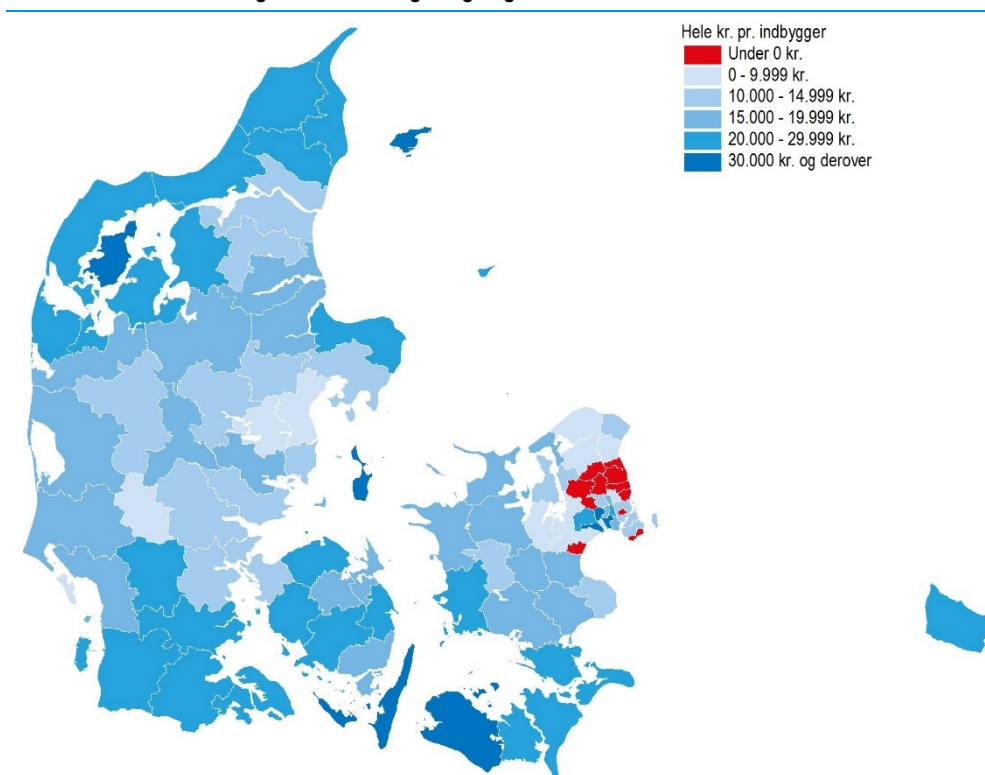 Hele kr. pr. indbygger
Under 0 kr.
0 - 9.999 kr.
10.000 - 14.999 kr.
15.000 - 19.999 kr.
20.000 - 29.999 kr.
30.000 kr. og derover